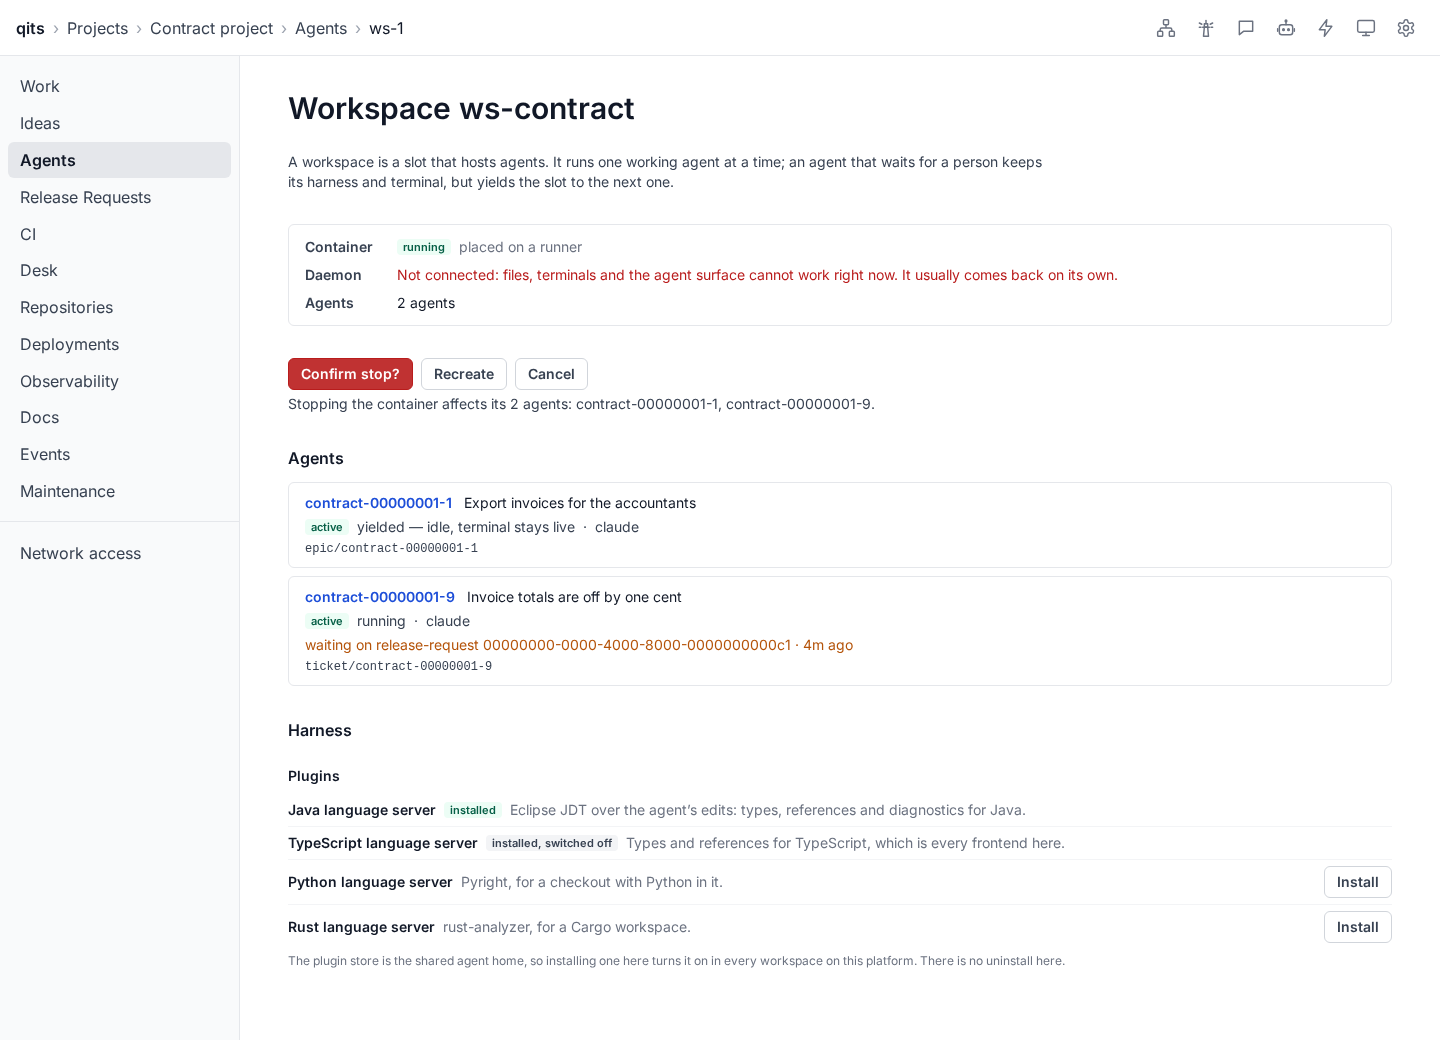 qits › Projects › Contract project › Agents › ws-1
Work
Ideas
Agents
Release Requests
CI
Desk
Repositories
Deployments
Observability
Docs
Events
Maintenance
Network access
Workspace ws-contract
A workspace is a slot that hosts agents. It runs one working agent at a time; an agent that waits for a person keeps
its harness and terminal, but yields the slot to the next one.
Container running placed on a runner
Daemon Not connected: files, terminals and the agent surface cannot work right now. It usually comes back on its own.
Agents 2 agents
Confirm stop? Recreate Cancel
Stopping the container affects its 2 agents: contract-00000001-1, contract-00000001-9.
Agents
contract-00000001-1 Export invoices for the accountants
active yielded — idle, terminal stays live · claude
epic/contract-00000001-1
contract-00000001-9 Invoice totals are off by one cent
active running · claude
waiting on release-request 00000000-0000-4000-8000-0000000000c1 · 4m ago
ticket/contract-00000001-9
Harness
Plugins
Java language server installed Eclipse JDT over the agent’s edits: types, references and diagnostics for Java.
TypeScript language server installed, switched off Types and references for TypeScript, which is every frontend here.
Python language server Pyright, for a checkout with Python in it. Install
Rust language server rust-analyzer, for a Cargo workspace. Install
The plugin store is the shared agent home, so installing one here turns it on in every workspace on this platform. There is no uninstall here.